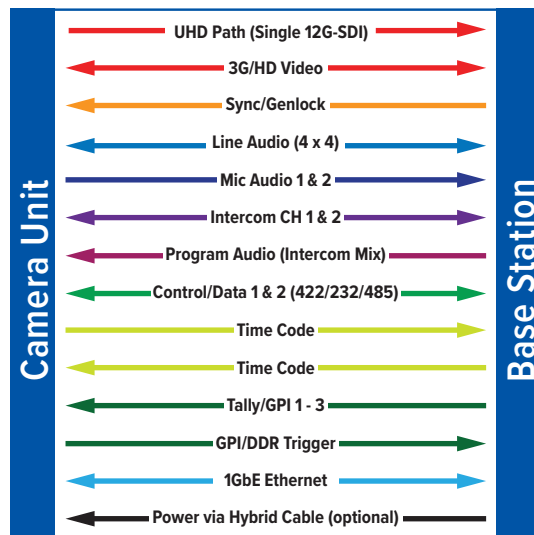 UHD Path (Single 12G-SDI)
3G/HD Video
Sync/Genlock
Line Audio (4 x 4)
Mic Audio 1 & 2
Intercom CH 1 & 2
Program Audio (Intercom Mix)
Control/Data 1 & 2 (422/232/485)
Time Code
Time Code
Tally/GPI 1 - 3
GPI/DDR Trigger
1GbE Ethernet
Power via Hybrid Cable (optional)
Camera Unit
Base Station